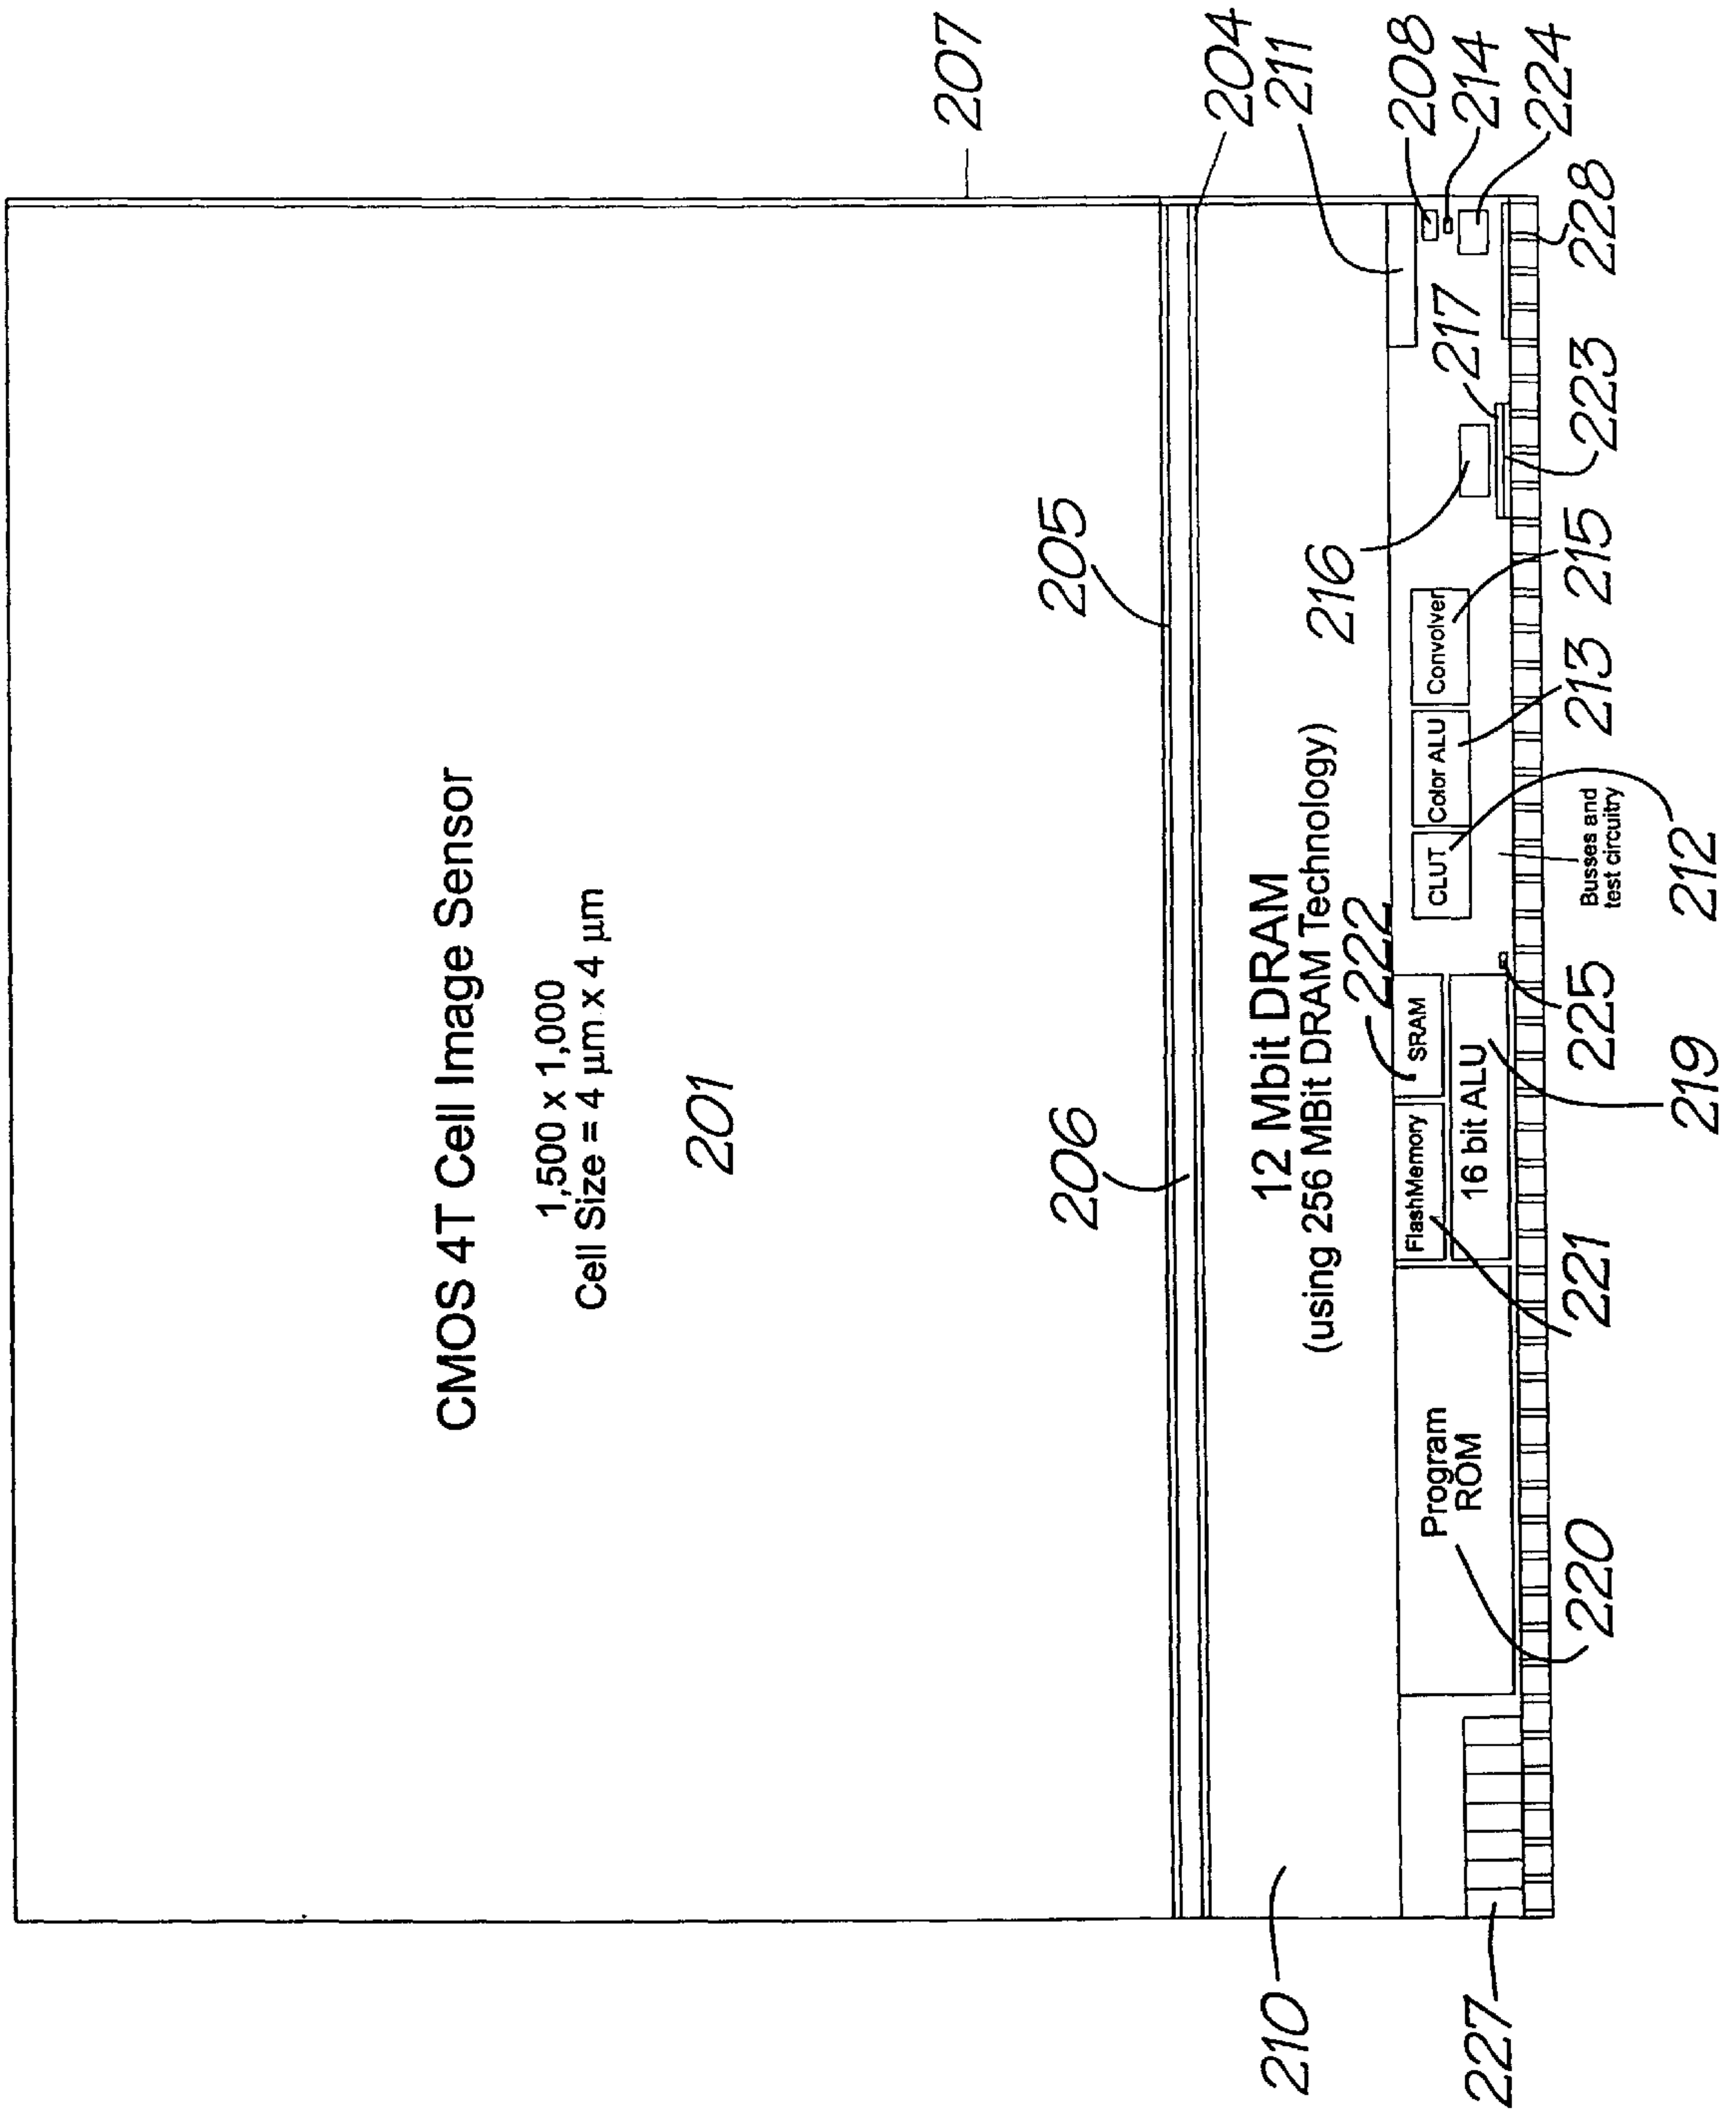 CMOS 4T Cell Image Sensor
1,500 x 1,000
Cell Size = 4 µm x 4 µm
201
207
205
206
204
211
12 Mbit DRAM
(using 256 MBit DRAM Technology)
210
222
216
217
208
214
224
228
FlashMemory
SRAM
16 bit ALU
Program
ROM
CLUT
Color ALU
Convolver
Busses and
test circuitry
227
220
221
219
225
212
213
215
223